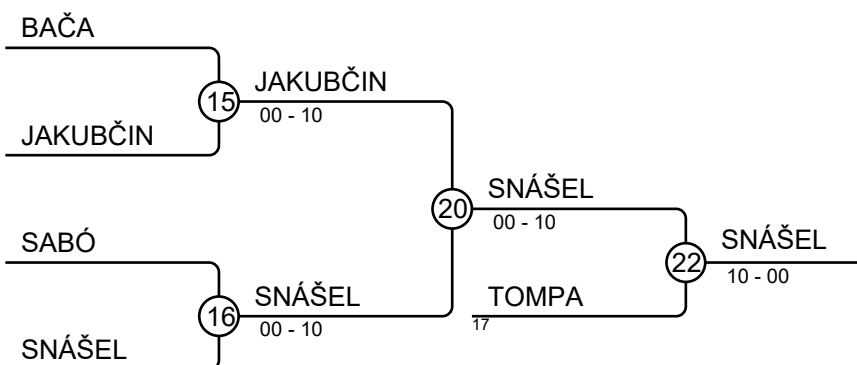 BAČA
JAKUBČIN
15
JAKUBČIN
00 - 10
SABÓ
SNÁŠEL
16
SNÁŠEL
00 - 10
20
SNÁŠEL
00 - 10
TOMPA
17
22
SNÁŠEL
10 - 00